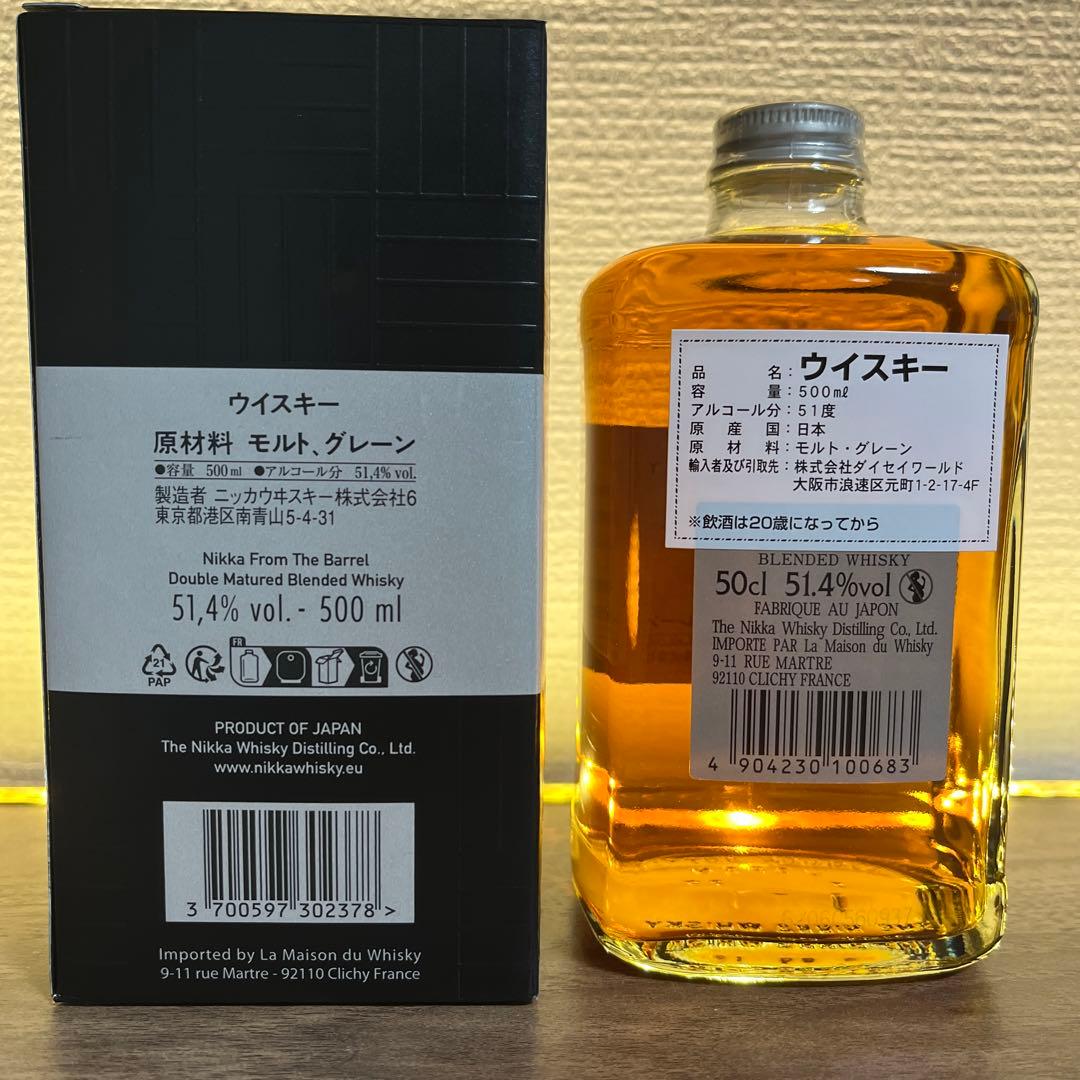 ウイスキー
原材料 モルト、グレーン
●容量 500ml ●アルコール分 51,4% vol.
製造者 ニッカウヰスキー株式会社6
東京都港区南青山5-4-31
Nikka From The Barrel
Double Matured Blended Whisky
51,4% vol. - 500 ml
FR
21
PAP
PRODUCT OF JAPAN
The Nikka Whisky Distilling Co., Ltd.
www.nikkawhisky.eu
3 700597 302378 >
Imported by La Maison du Whisky
9-11 rue Martre - 92110 Clichy France
品名：ウイスキー
容量：500㎖
アルコール分：51度
原産国：日本
原材料：モルト・グレーン
輸入者及び引取先：株式会社ダイセイワールド
大阪市浪速区元町1-2-17-4F
※飲酒は20歳になってから
BLENDED WHISKY
50cl 51.4%vol
FABRIQUE AU JAPON
The Nikka Whisky Distilling Co., Ltd.
IMPORTE PAR La Maison du Whisky
9-11 RUE MARTRE
92110 CLICHY FRANCE
4 904230 100683